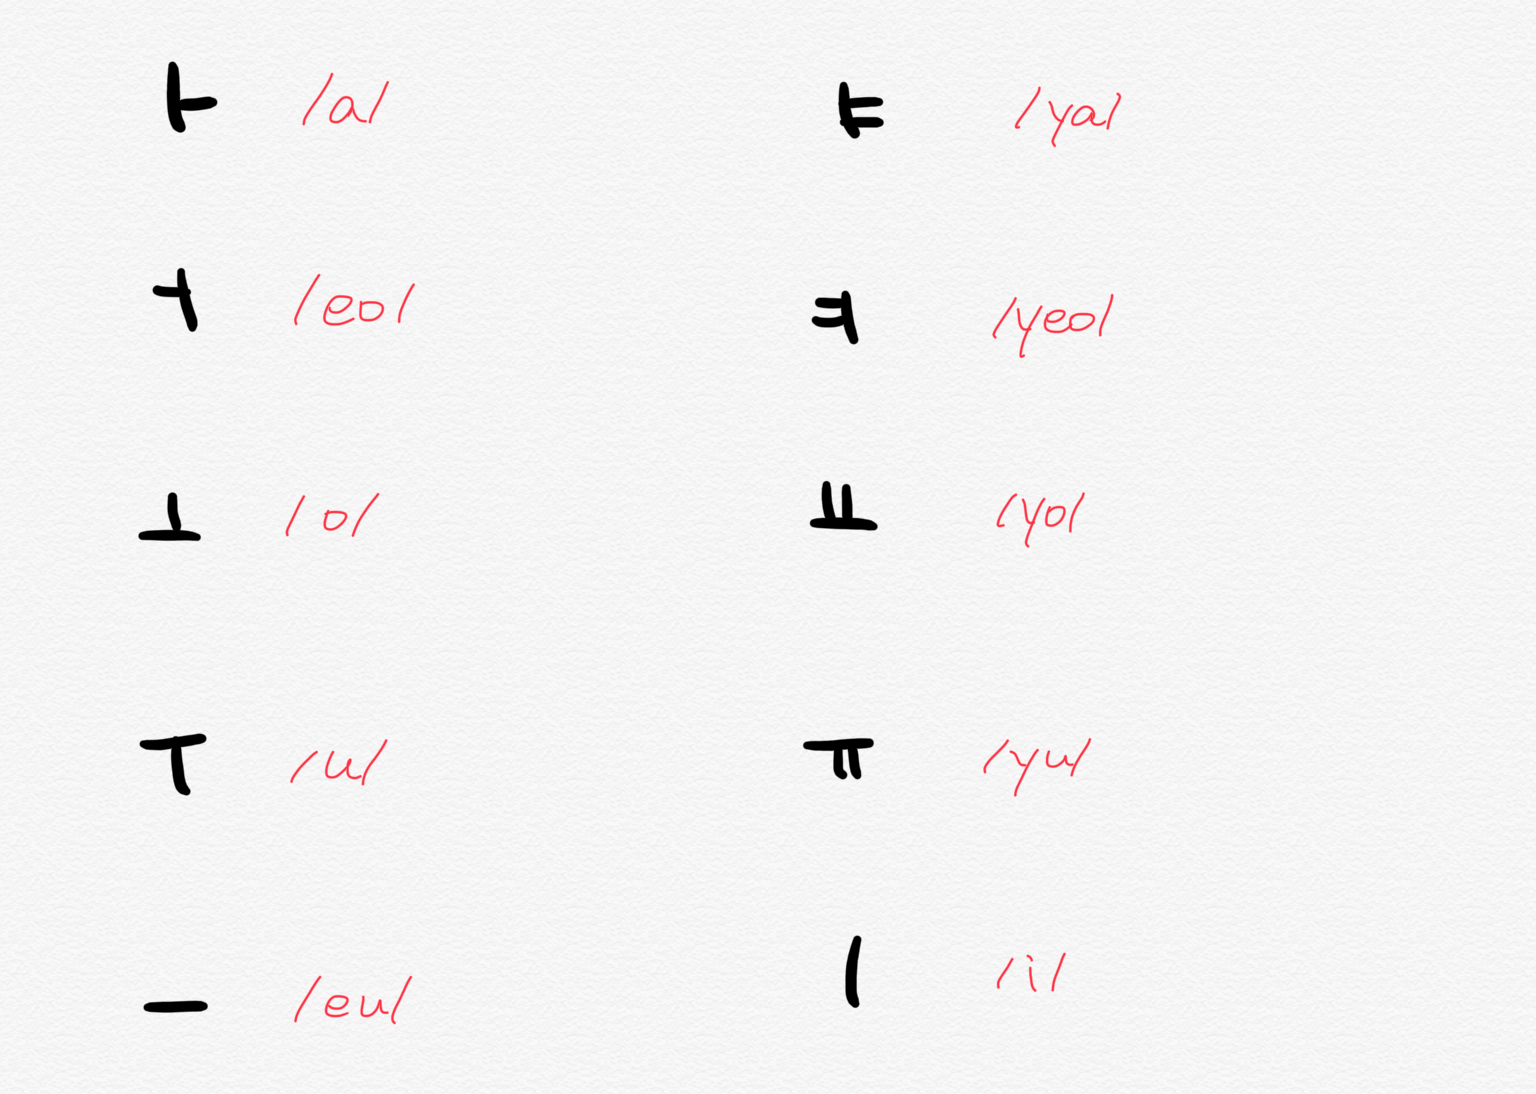 ㅏ /a/ ㅑ /ya/
ㅓ /eo/ ㅕ /yeo/
ㅗ /o/ ㅛ /yo/
ㅜ /u/ ㅠ /yu/
ㅡ /eu/ ㅣ /i/